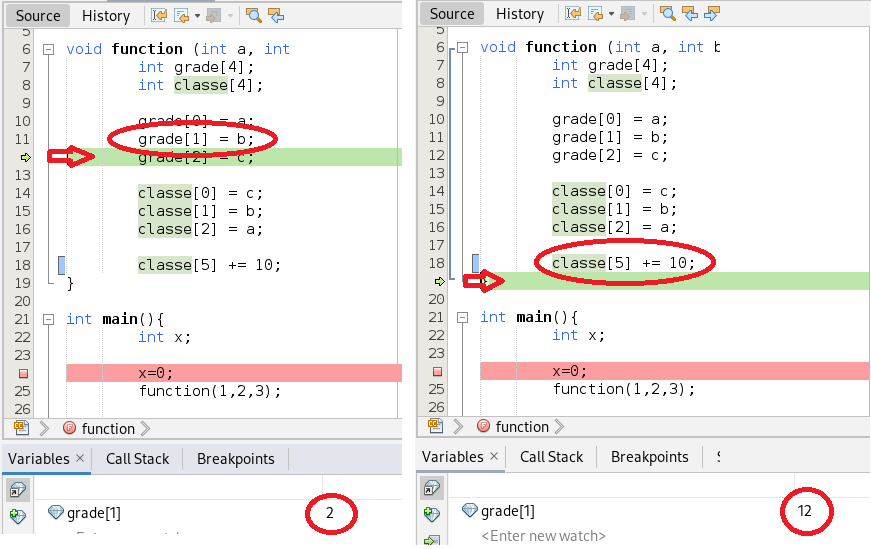 Source History
5
6 void function (int a, int
7 int grade[4];
8 int classe[4];
9
10 grade[0] = a;
11 grade[1] = b;
grade[2] = c;
13
14 classe[0] = c;
15 classe[1] = b;
16 classe[2] = a;
17
18 classe[5] += 10;
19 }
20
21 int main(){
22 int x;
23
x=0;
25 function(1,2,3);
26
function
Variables × Call Stack Breakpoints
grade[1] 2
Source History
5
6 void function (int a, int b
7 int grade[4];
8 int classe[4];
9
10 grade[0] = a;
11 grade[1] = b;
12 grade[2] = c;
13
14 classe[0] = c;
15 classe[1] = b;
16 classe[2] = a;
17
18 classe[5] += 10;
20
21 int main(){
22 int x;
23
x=0;
25 function(1,2,3);
26
function
Variables × Call Stack Breakpoints
grade[1] 12
<Enter new watch>